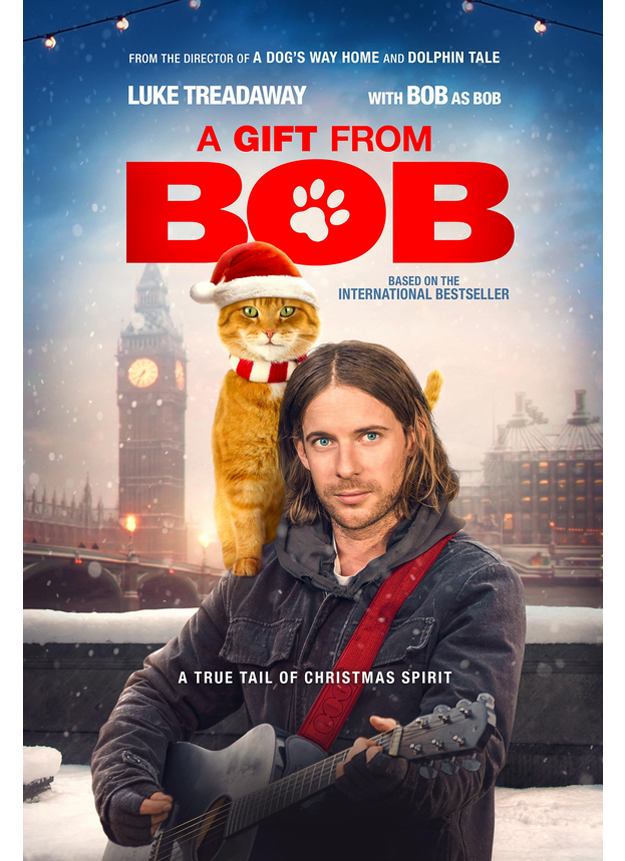 FROM THE DIRECTOR OF A DOG'S WAY HOME AND DOLPHIN TALE
LUKE TREADAWAY WITH BOB AS BOB
A GIFT FROM
BOB
BASED ON THE
INTERNATIONAL BESTSELLER
A TRUE TAIL OF CHRISTMAS SPIRIT